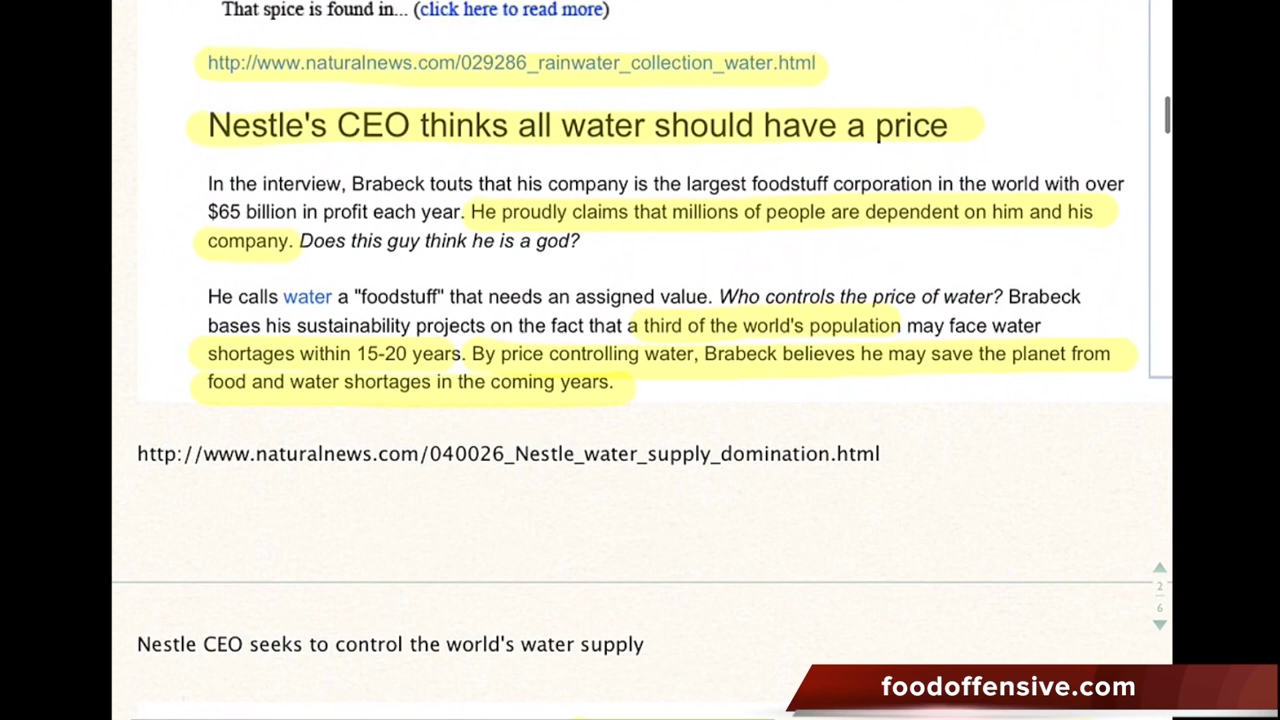 That spice is found in... (click here to read more)
http://www.naturalnews.com/029286_rainwater_collection_water.html
Nestle's CEO thinks all water should have a price
In the interview, Brabeck touts that his company is the largest foodstuff corporation in the world with over
$65 billion in profit each year. He proudly claims that millions of people are dependent on him and his
company. Does this guy think he is a god?
He calls water a "foodstuff" that needs an assigned value. Who controls the price of water? Brabeck
bases his sustainability projects on the fact that a third of the world's population may face water
shortages within 15-20 years. By price controlling water, Brabeck believes he may save the planet from
food and water shortages in the coming years.
http://www.naturalnews.com/040026_Nestle_water_supply_domination.html
2
6
Nestle CEO seeks to control the world's water supply
foodoffensive.com